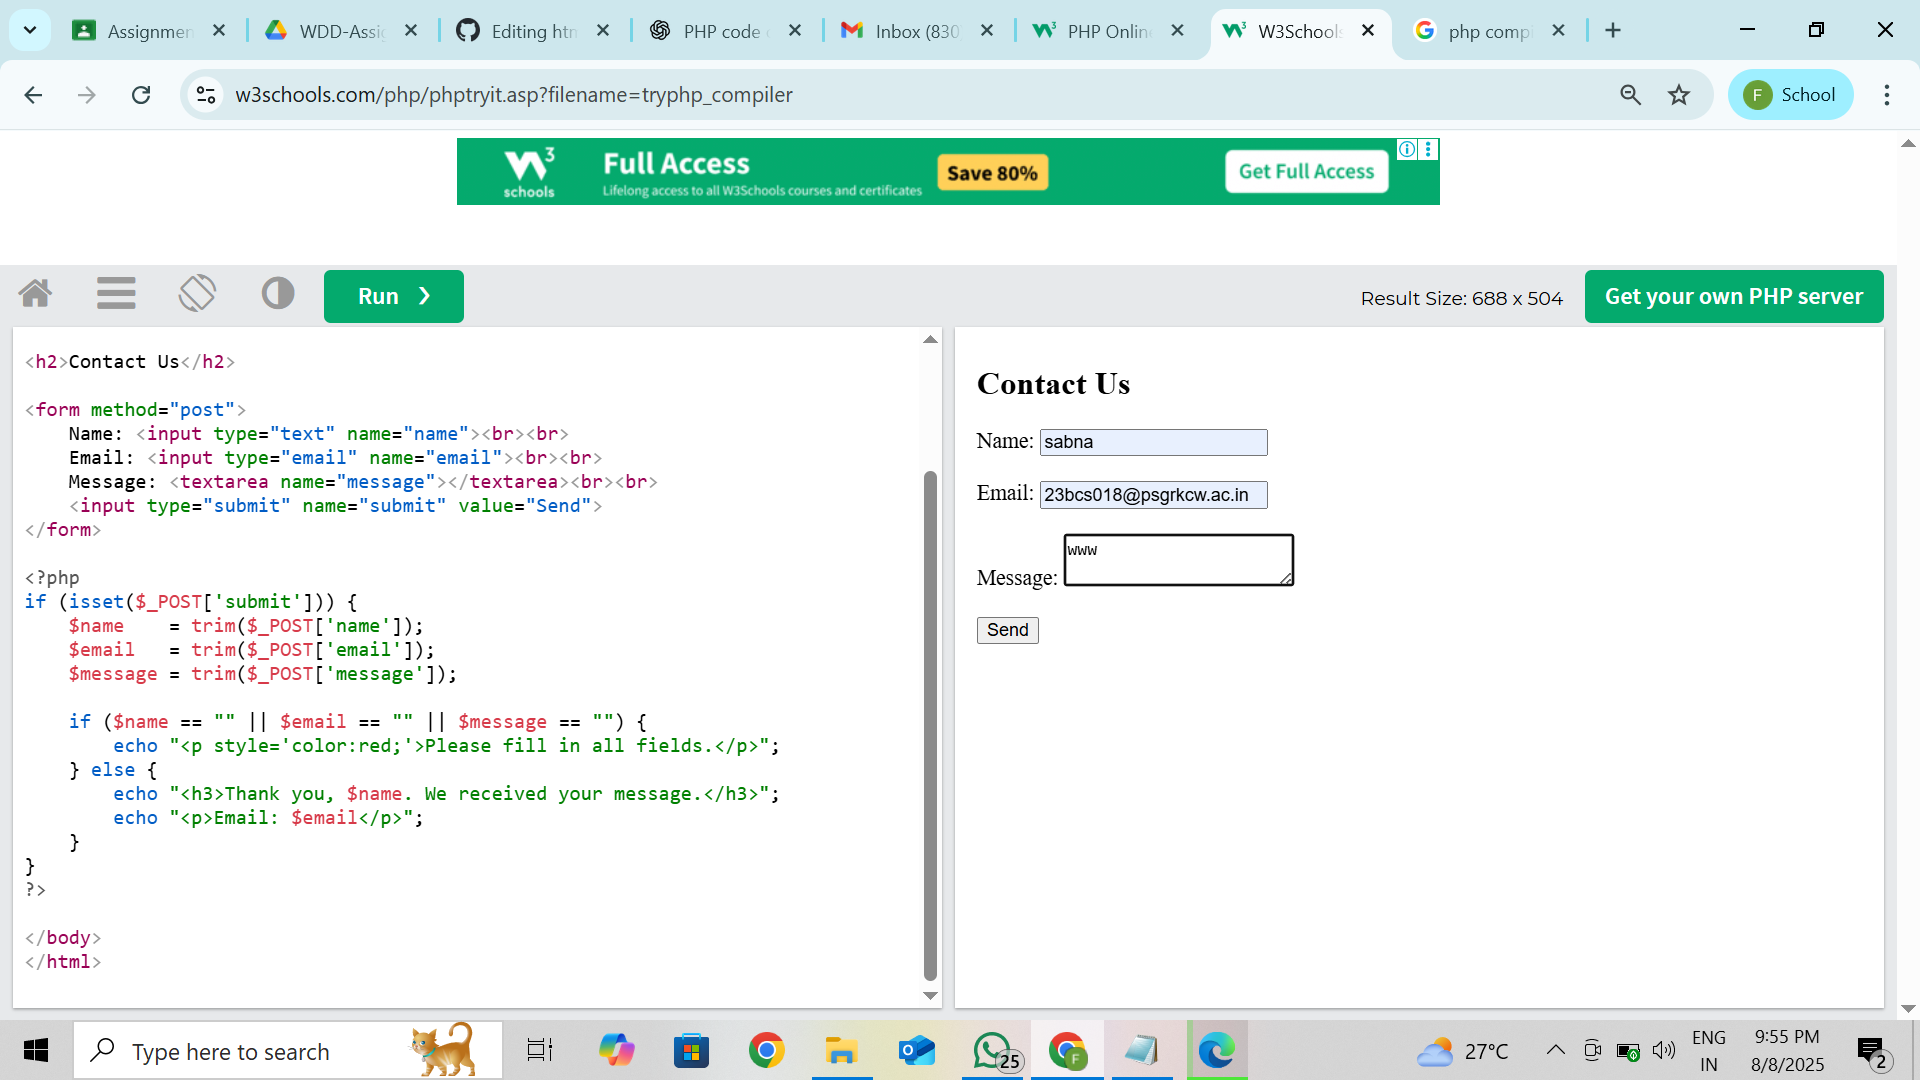 Assignmen
WDD-Assig
Editing htm
PHP code
Inbox (830
PHP Online
W3Schools
php compi
w3schools.com/php/phptryit.asp?filename=tryphp_compiler
F School
W3 schools
Full Access
Lifelong access to all W3Schools courses and certificates
Save 80%
Get Full Access
Run ❯
Result Size: 688 x 504
Get your own PHP server
<h2>Contact Us</h2>
<form method="post">
    Name: <input type="text" name="name"><br><br>
    Email: <input type="email" name="email"><br><br>
    Message: <textarea name="message"></textarea><br><br>
    <input type="submit" name="submit" value="Send">
</form>
<?php
if (isset($_POST['submit'])) {
    $name    = trim($_POST['name']);
    $email   = trim($_POST['email']);
    $message = trim($_POST['message']);
    if ($name == "" || $email == "" || $message == "") {
        echo "<p style='color:red;'>Please fill in all fields.</p>";
    } else {
        echo "<h3>Thank you, $name. We received your message.</h3>";
        echo "<p>Email: $email</p>";
    }
}
?>
</body>
</html>
Contact Us
Name: sabna
Email: 23bcs018@psgrkcw.ac.in
Message: www
Send
Type here to search
25
F
27°C
ENG
IN
9:55 PM
8/8/2025
2